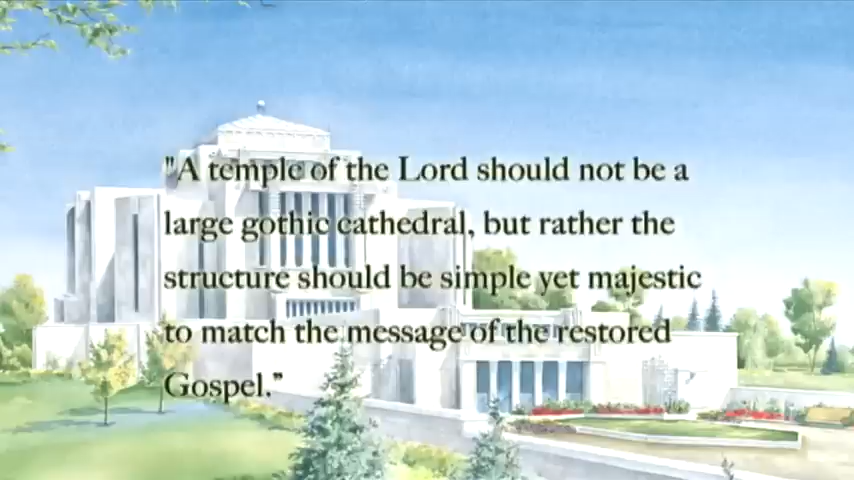 "A temple of the Lord should not be a
large gothic cathedral, but rather the
structure should be simple yet majestic
to match the message of the restored
Gospel."